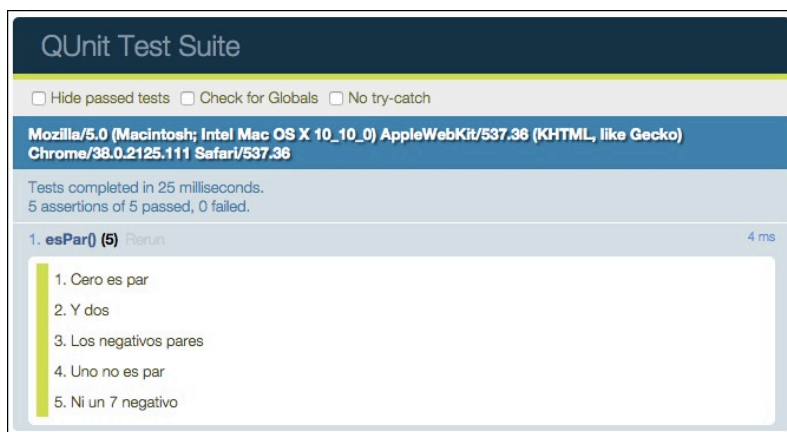 QUnit Test Suite
Hide passed tests Check for Globals No try-catch
Mozilla/5.0 (Macintosh; Intel Mac OS X 10_10_0) AppleWebKit/537.36 (KHTML, like Gecko)
Chrome/38.0.2125.111 Safari/537.36
Tests completed in 25 milliseconds.
5 assertions of 5 passed, 0 failed.
1. esPar() (5) Rerun 4 ms
1. Cero es par
2. Y dos
3. Los negativos pares
4. Uno no es par
5. Ni un 7 negativo